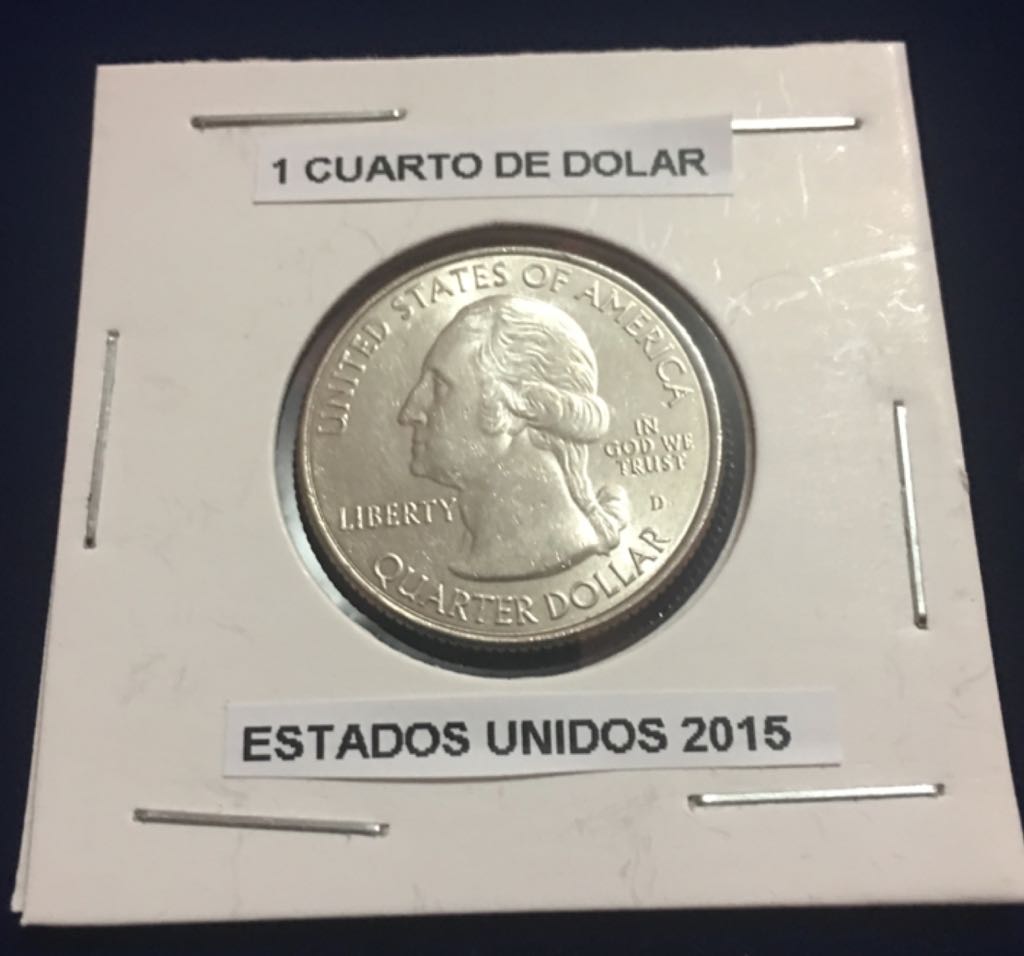 1 CUARTO DE DOLAR
UNITED STATES OF AMERICA
IN
GOD WE
TRUST
LIBERTY
D
QUARTER DOLLAR
ESTADOS UNIDOS 2015